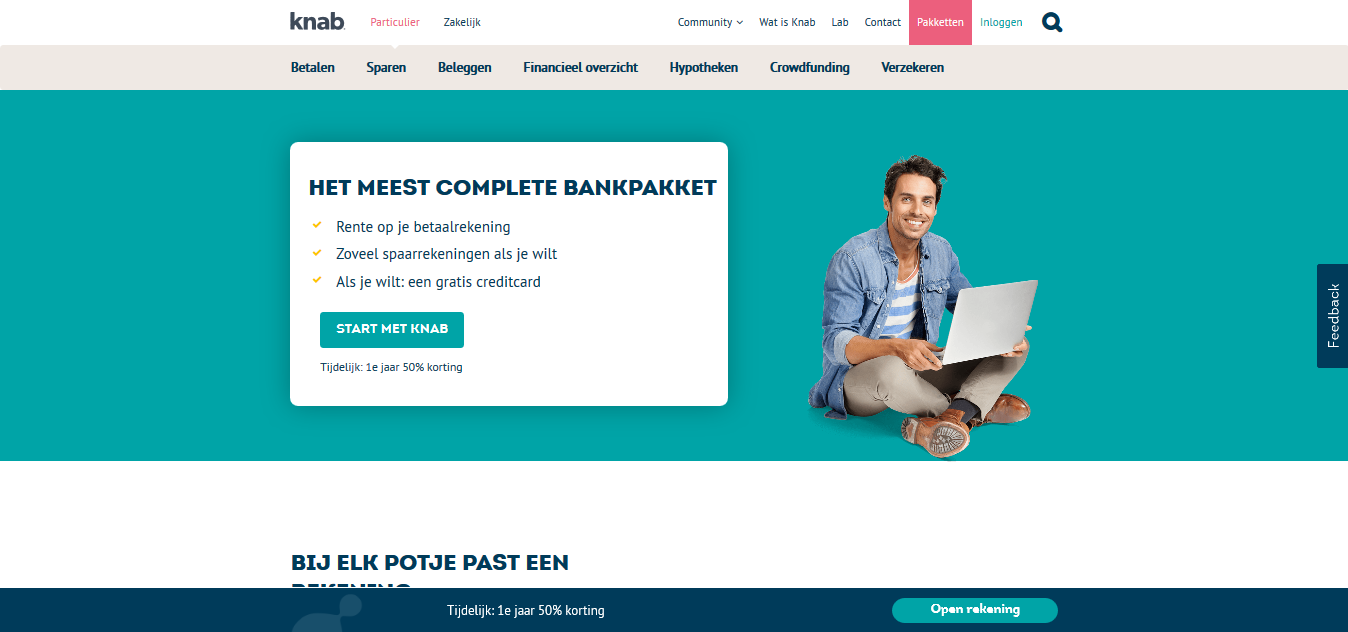 knab.
Particulier
Zakelijk
Community
Wat is Knab
Lab
Contact
Pakketten
Inloggen
Betalen
Sparen
Beleggen
Financieel overzicht
Hypotheken
Crowdfunding
Verzekeren
HET MEEST COMPLETE BANKPAKKET
Rente op je betaalrekening
Zoveel spaarrekeningen als je wilt
Als je wilt: een gratis creditcard
START MET KNAB
Tijdelijk: 1e jaar 50% korting
Feedback
BIJ ELK POTJE PAST EEN
REKENING
Tijdelijk: 1e jaar 50% korting
Open rekening